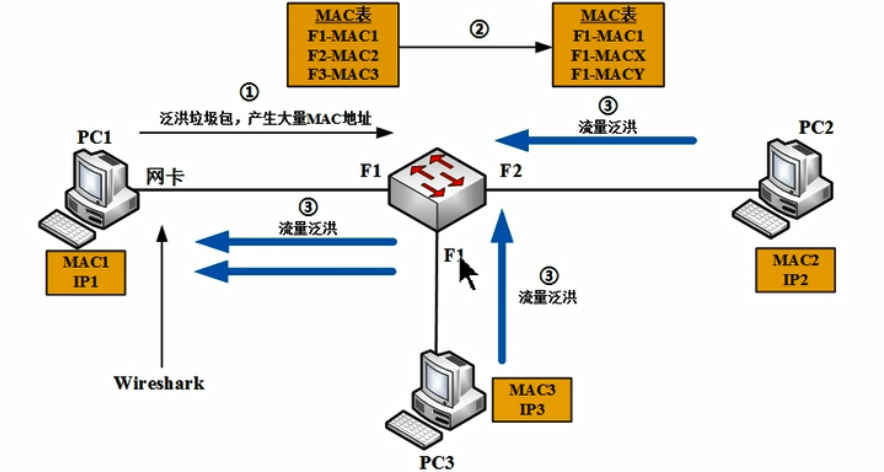 MAC表
F1-MAC1
F2-MAC2
F3-MAC3
②
MAC表
F1-MAC1
F1-MACX
F1-MACY
①
泛洪垃圾包，产生大量MAC地址
③
流量泛洪
PC1
PC2
网卡
F1
F2
③
流量泛洪
F1
③
流量泛洪
MAC1
IP1
MAC2
IP2
Wireshark
MAC3
IP3
PC3